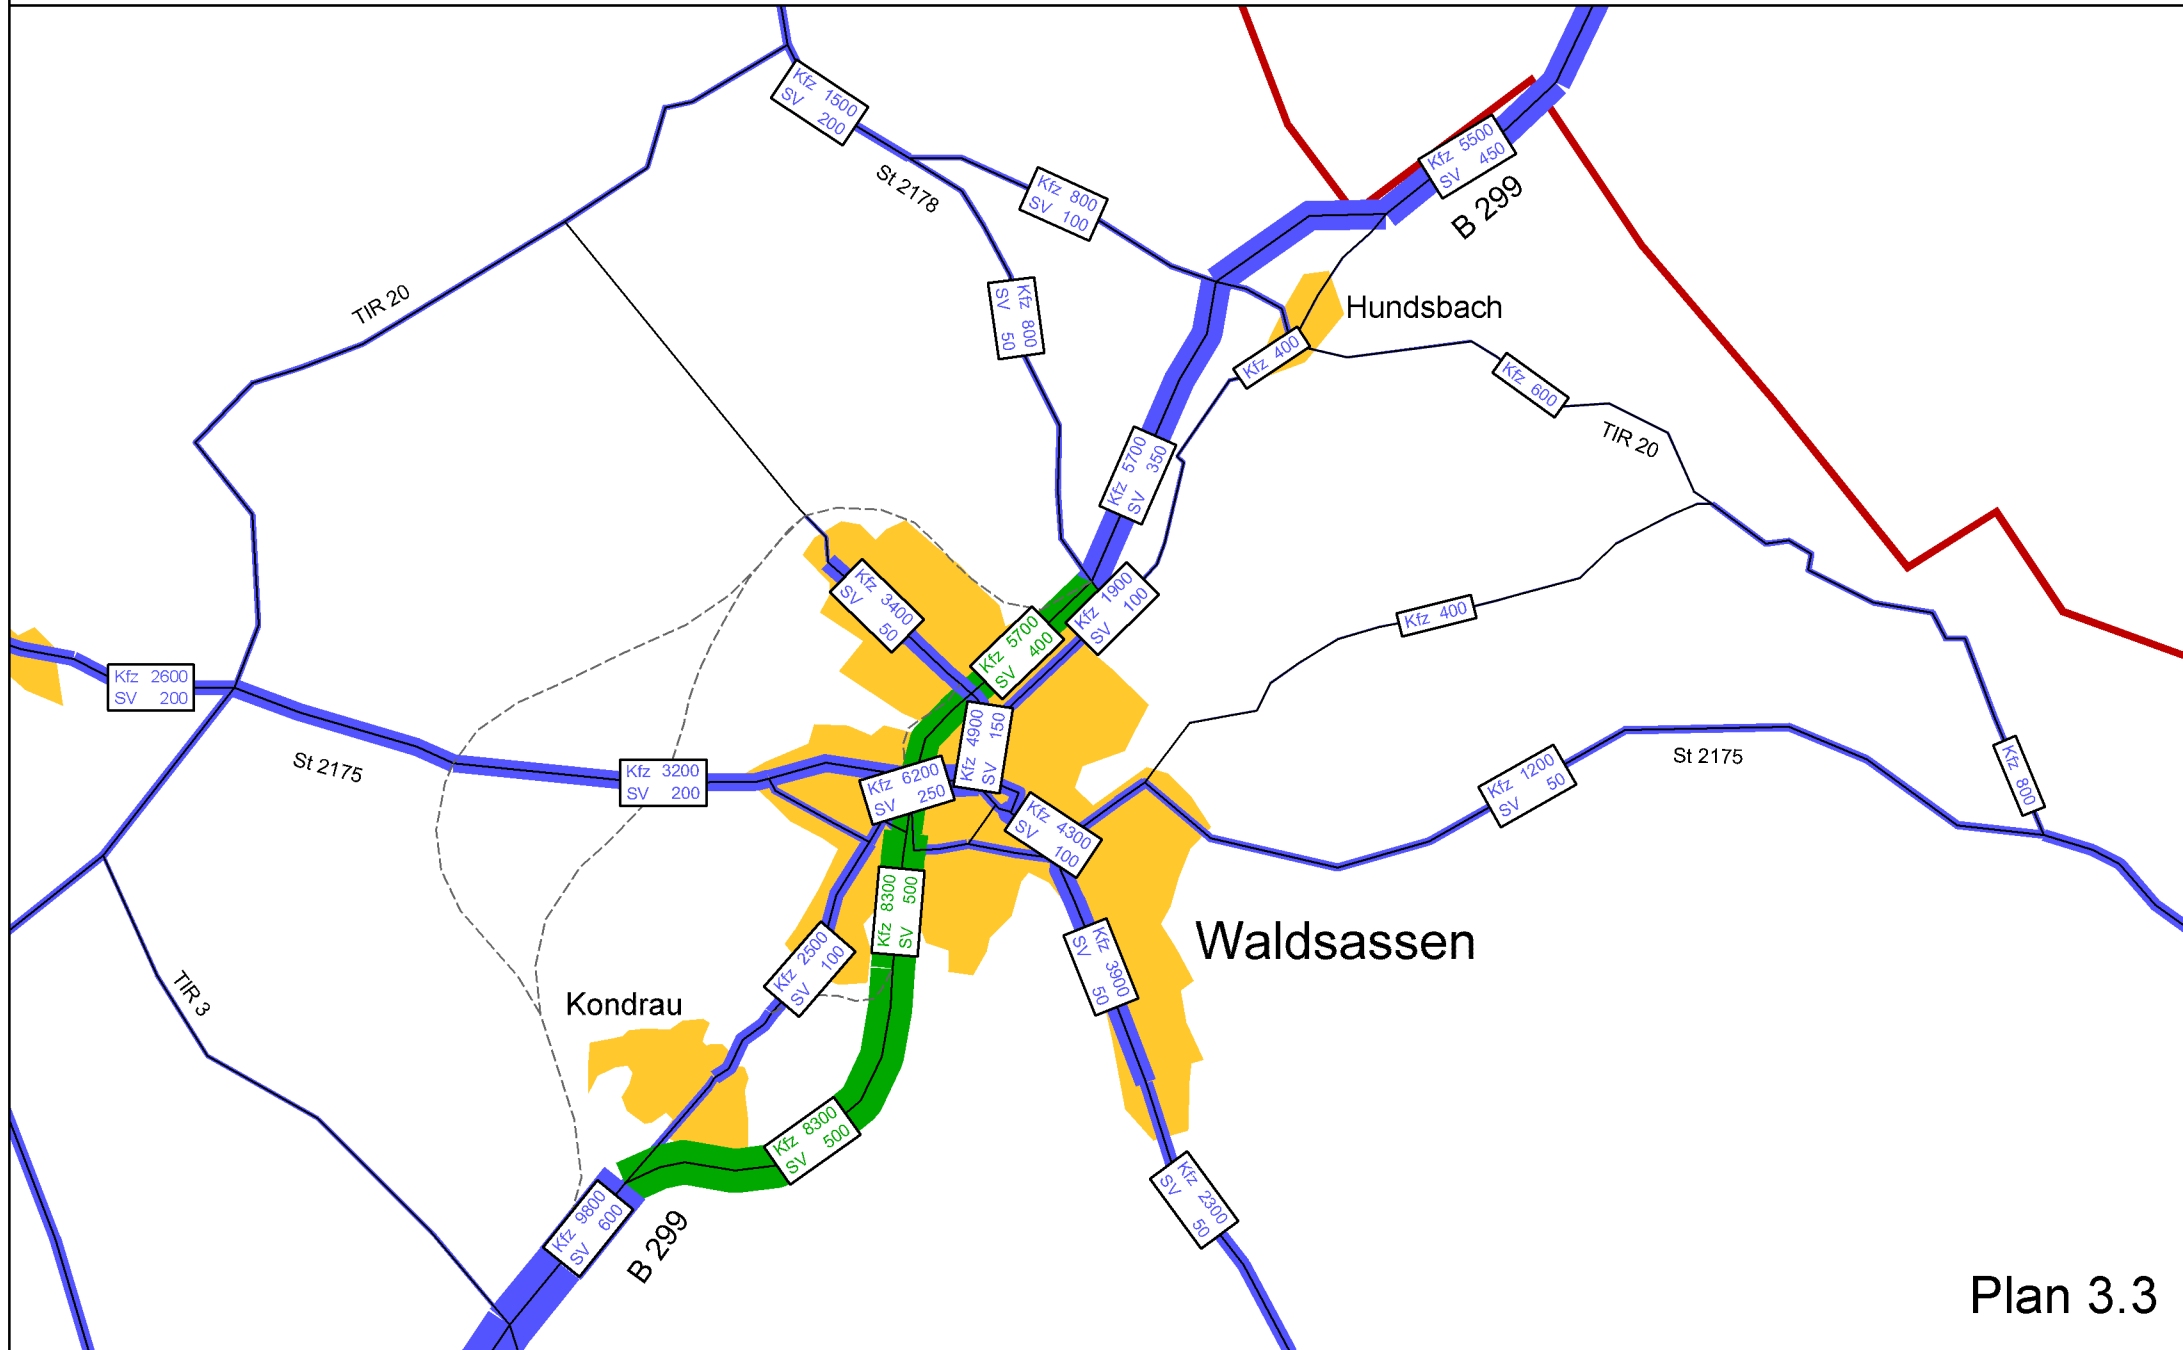 Kfz 1500
SV 200
St 2178
Kfz 800
SV 100
Kfz 5500
SV 450
B 299
TIR 20
Kfz 800
SV 50
Hundsbach
Kfz 400
Kfz 600
TIR 20
Kfz 5700
SV 350
Kfz 3400
SV 50
Kfz 1900
SV 100
Kfz 5700
SV 400
Kfz 400
Kfz 2600
SV 200
St 2175
Kfz 3200
SV 200
Kfz 6200
SV 250
Kfz 4900
SV 150
Kfz 4300
SV 100
Kfz 1200
SV 50
St 2175
Kfz 800
Kfz 8300
SV 500
Kfz 2500
SV 100
Kfz 3900
SV 50
Waldsassen
TIR 3
Kondrau
Kfz 8300
SV 500
Kfz 9800
SV 600
B 299
Kfz 2300
SV 50
Plan 3.3